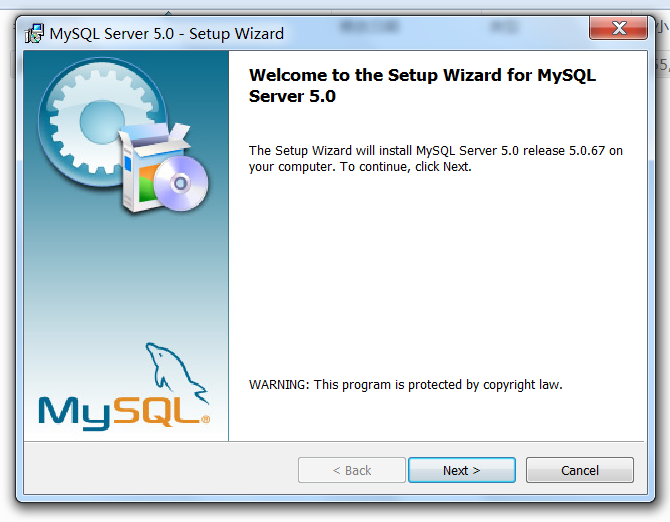 MySQL Server 5.0 - Setup Wizard
Welcome to the Setup Wizard for MySQL
Server 5.0
The Setup Wizard will install MySQL Server 5.0 release 5.0.67 on
your computer. To continue, click Next.
WARNING: This program is protected by copyright law.
MySQL®
< Back
Next >
Cancel